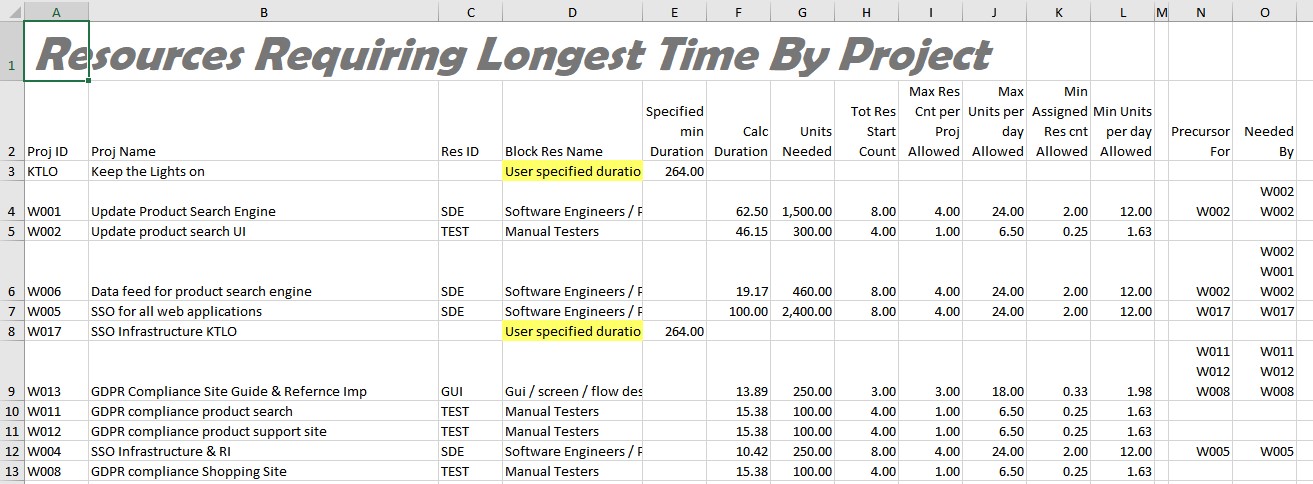 A B C D E F G H I J K L M N O
1 Resources Requiring Longest Time By Project
Max Res Max Min
Specified Tot Res Cnt per Units per Assigned Min Units
min Calc Units Start Proj day Res cnt per day Precursor Needed
2 Proj ID Proj Name Res ID Block Res Name Duration Duration Needed Count Allowed Allowed Allowed Allowed For By
3 KTLO Keep the Lights on User specified duratio 264.00
W002
4 W001 Update Product Search Engine SDE Software Engineers / 62.50 1,500.00 8.00 4.00 24.00 2.00 12.00 W002 W002
5 W002 Update product search UI TEST Manual Testers 46.15 300.00 4.00 1.00 6.50 0.25 1.63
W002
W001
6 W006 Data feed for product search engine SDE Software Engineers / 19.17 460.00 8.00 4.00 24.00 2.00 12.00 W002 W002
7 W005 SSO for all web applications SDE Software Engineers / 100.00 2,400.00 8.00 4.00 24.00 2.00 12.00 W017 W017
8 W017 SSO Infrastructure KTLO User specified duratio 264.00
W011 W011
W012 W012
9 W013 GDPR Compliance Site Guide & Refernce Imp GUI Gui / screen / flow des 13.89 250.00 3.00 3.00 18.00 0.33 1.98 W008 W008
10 W011 GDPR compliance product search TEST Manual Testers 15.38 100.00 4.00 1.00 6.50 0.25 1.63
11 W012 GDPR compliance product support site TEST Manual Testers 15.38 100.00 4.00 1.00 6.50 0.25 1.63
12 W004 SSO Infrastructure & RI SDE Software Engineers / 10.42 250.00 8.00 4.00 24.00 2.00 12.00 W005 W005
13 W008 GDPR compliance Shopping Site TEST Manual Testers 15.38 100.00 4.00 1.00 6.50 0.25 1.63